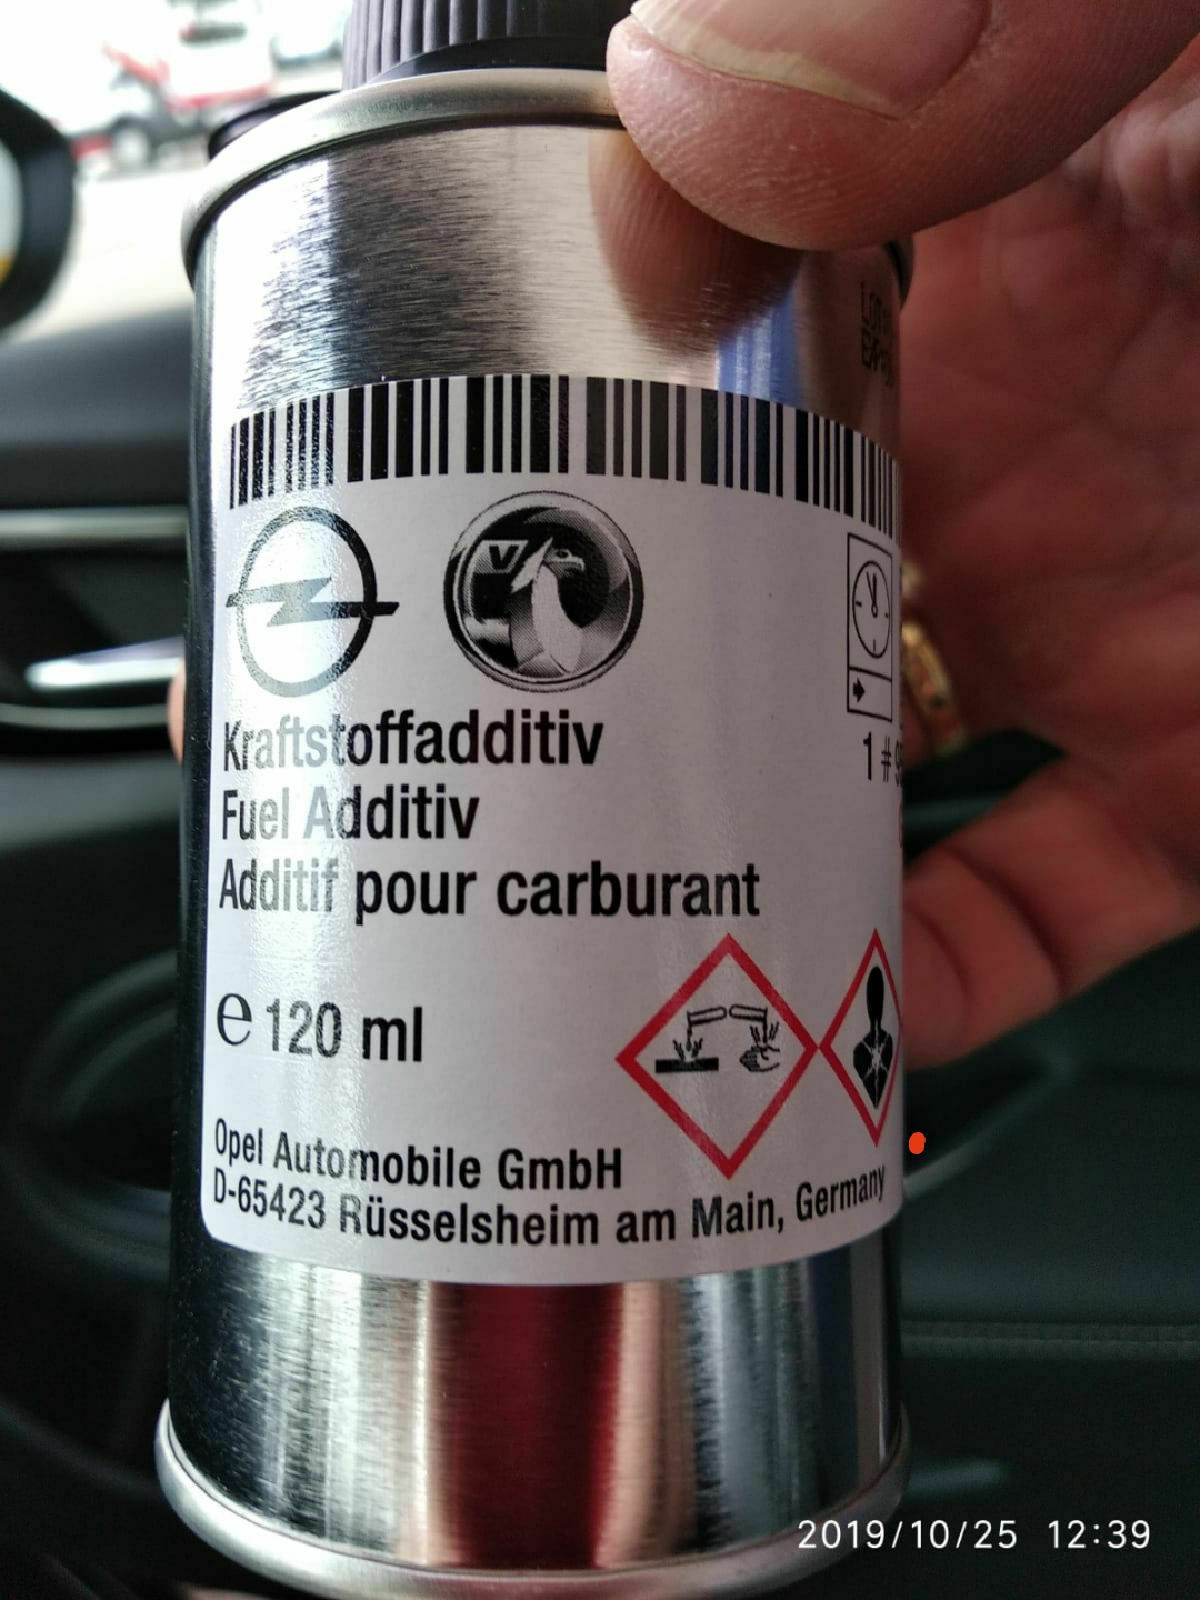 V
Kraftstoffadditiv
Fuel Additiv
Additif pour carburant
1 #
e 120 ml
Opel Automobile GmbH
D-65423 Rüsselsheim am Main, Germany
2019/10/25 12:39